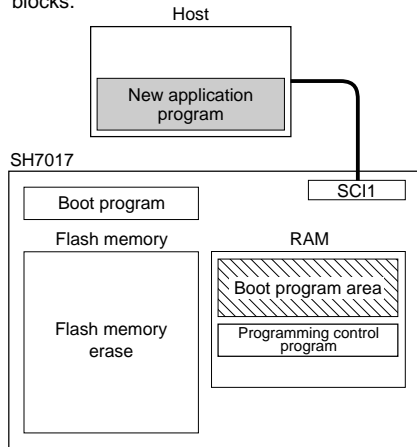 blocks.
Host
New application
program
SH7017
SCI1
Boot program
Flash memory
RAM
Flash memory
erase
Boot program area
Programming control
program